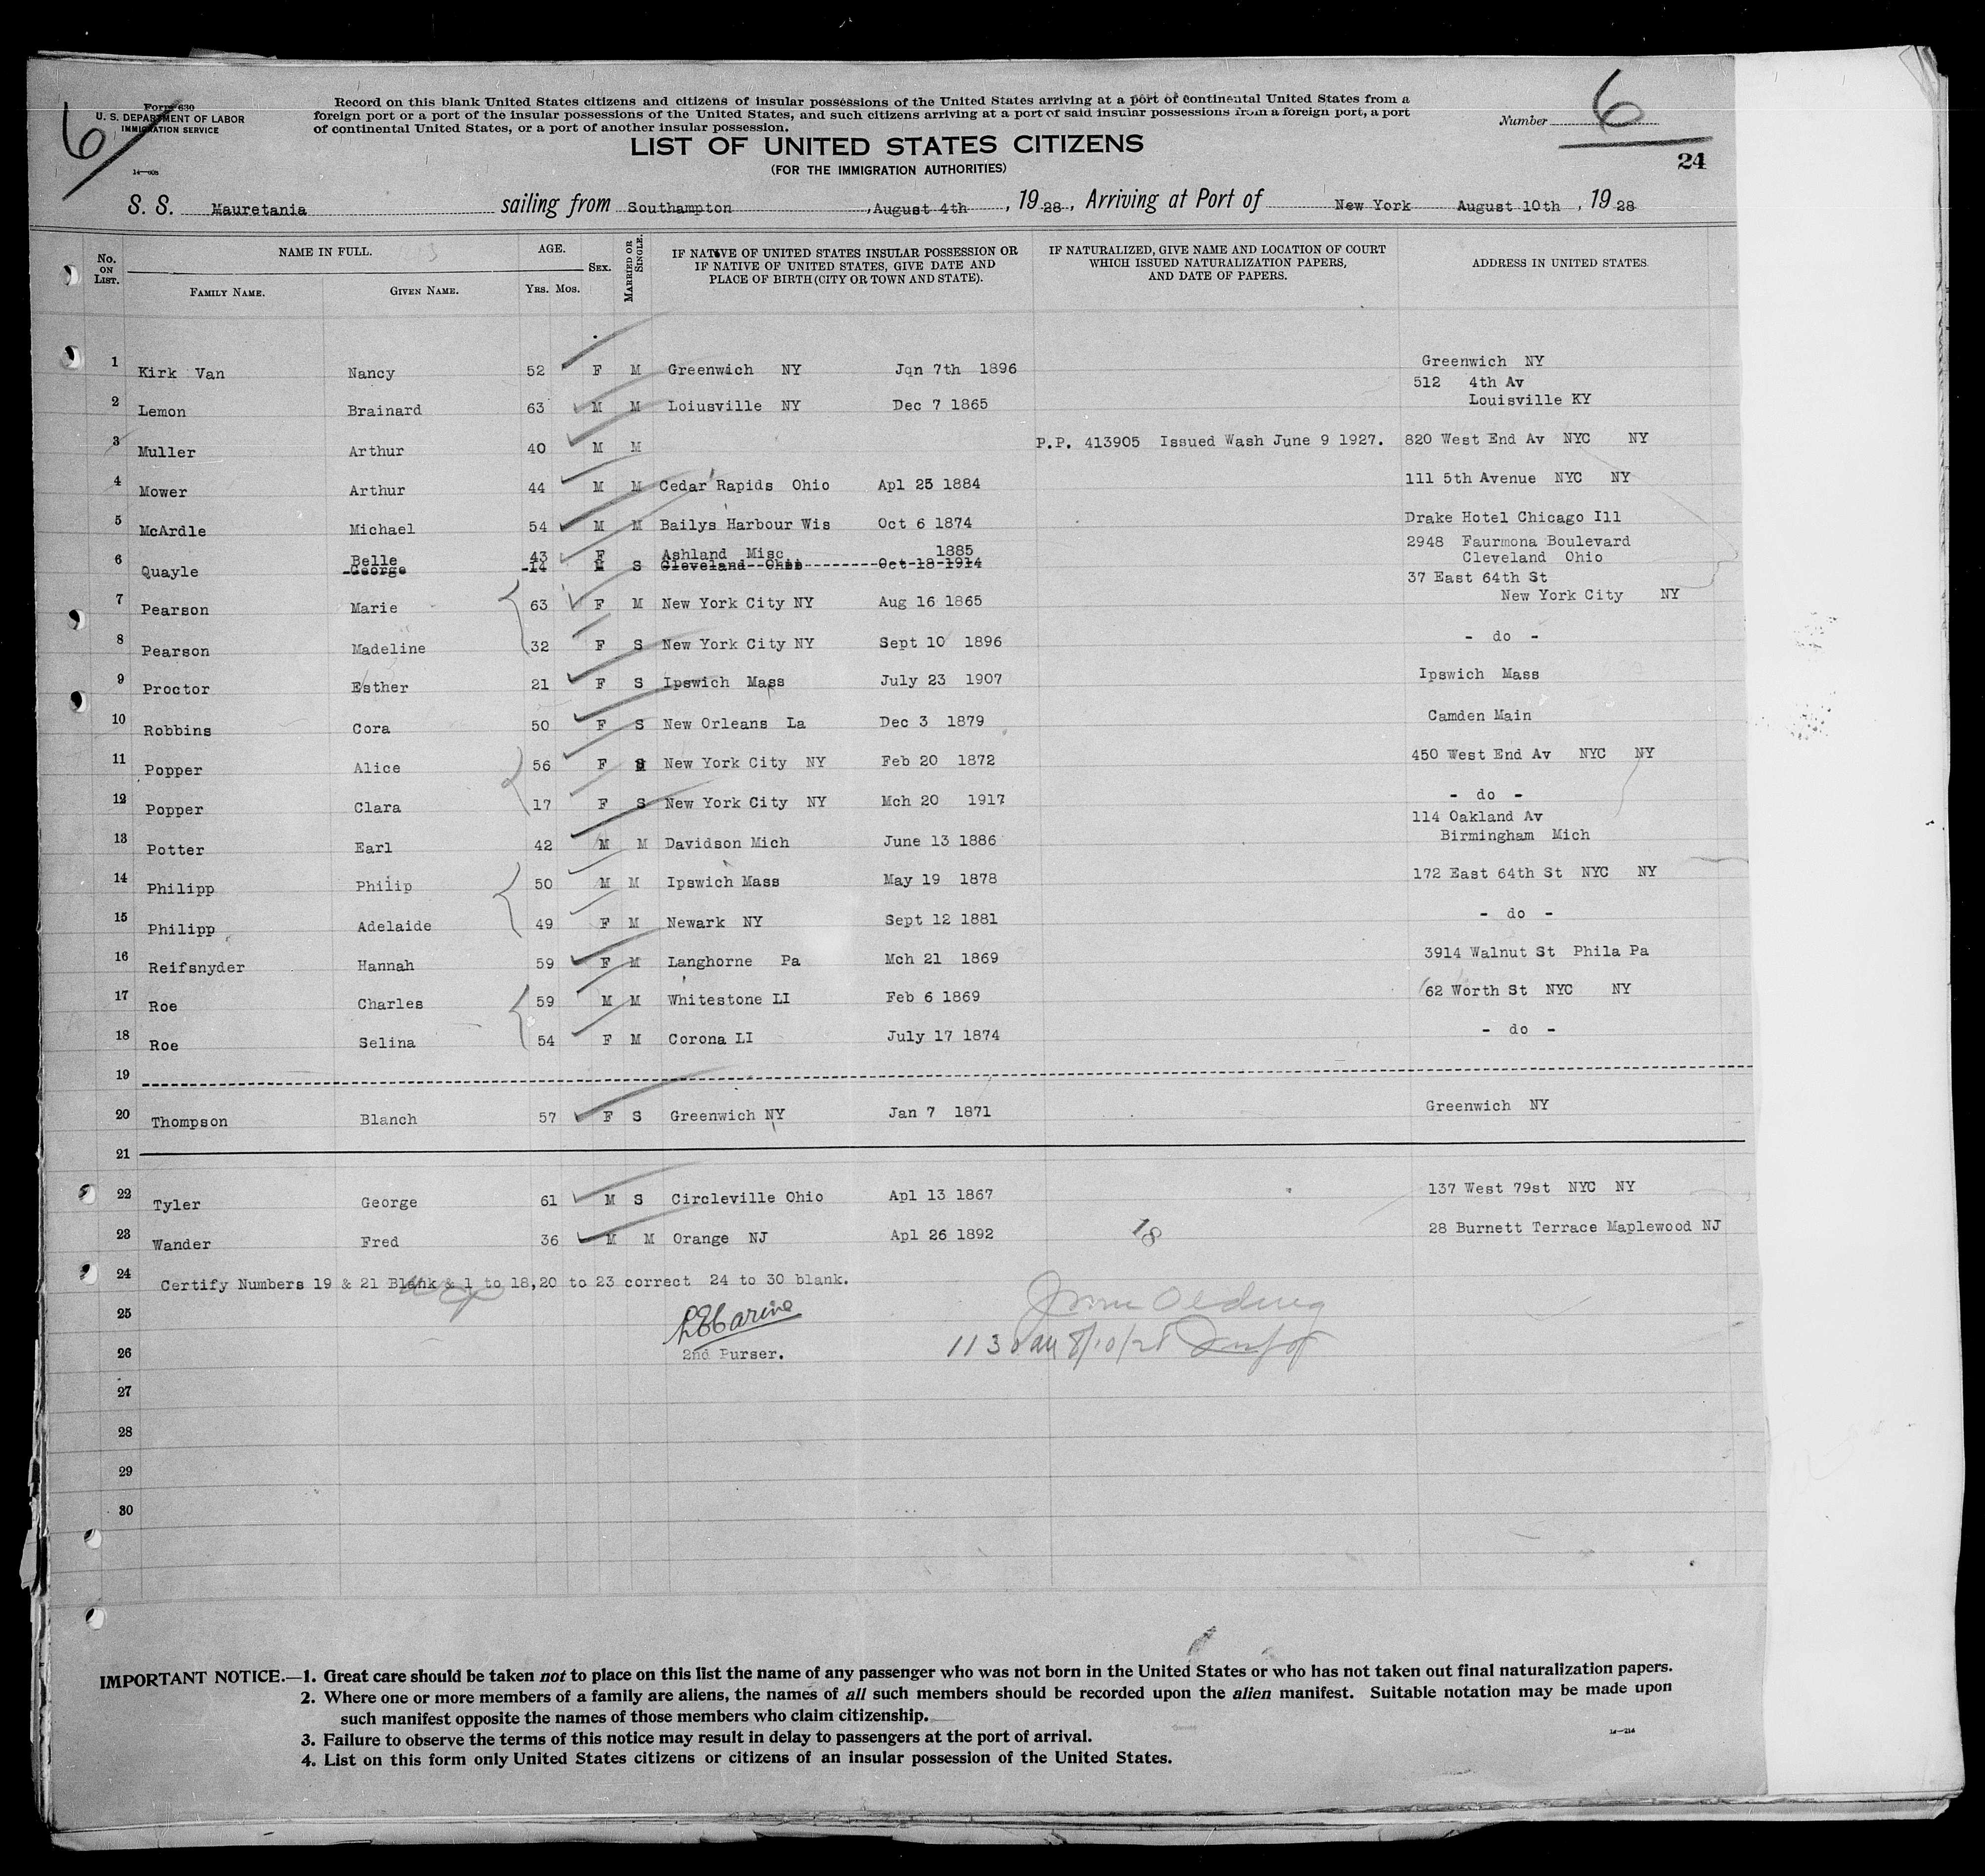 Form 630
U. S. DEPARTMENT OF LABOR
IMMIGRATION SERVICE
14—608
6
Record on this blank United States citizens and citizens of insular possessions of the United States arriving at a port of continental United States from a
foreign port or a port of the insular possessions of the United States, and such citizens arriving at a port of said insular possessions from a foreign port, a port
of continental United States, or a port of another insular possession.
Number 6
LIST OF UNITED STATES CITIZENS
(FOR THE IMMIGRATION AUTHORITIES)
24
S. S. Mauretania sailing from Southampton, August 4th, 1928, Arriving at Port of New York August 10th, 1928
No. ON LIST. NAME IN FULL. AGE. SEX. MARRIED OR SINGLE. IF NATIVE OF UNITED STATES INSULAR POSSESSION OR IF NATIVE OF UNITED STATES, GIVE DATE AND PLACE OF BIRTH (CITY OR TOWN AND STATE). IF NATURALIZED, GIVE NAME AND LOCATION OF COURT WHICH ISSUED NATURALIZATION PAPERS, AND DATE OF PAPERS. ADDRESS IN UNITED STATES.
FAMILY NAME. GIVEN NAME. YRS. MOS.
1 Kirk Van Nancy 52 F M Greenwich NY Jan 7th 1896 Greenwich NY
2 Lemon Brainard 63 M M Loiusville NY Dec 7 1865 512 4th Av
Louisville KY
3 Muller Arthur 40 M M P.P. 413905 Issued Wash June 9 1927. 820 West End Av NYC NY
4 Mower Arthur 44 M M Cedar Rapids Ohio Apl 25 1884 111 5th Avenue NYC NY
5 McArdle Michael 54 M M Bailys Harbour Wis Oct 6 1874 Drake Hotel Chicago Ill
Belle 43 F Ashland Misc 1885 2948 Faurmona Boulevard
6 Quayle George 14 M S Cleveland Ohio Oct 18 1914 Cleveland Ohio
7 Pearson Marie 63 F M New York City NY Aug 16 1865 37 East 64th St
New York City NY
8 Pearson Madeline 32 F S New York City NY Sept 10 1896 - do -
9 Proctor Esther 21 F S Ipswich Mass July 23 1907 Ipswich Mass
10 Robbins Cora 50 F S New Orleans La Dec 3 1879 Camden Main
11 Popper Alice 56 F New York City NY Feb 20 1872 450 West End Av NYC NY
12 Popper Clara 17 F S New York City NY Mch 20 1917 - do -
13 Potter Earl 42 M M Davidson Mich June 13 1886 114 Oakland Av
Birmingham Mich
14 Philipp Philip 50 M M Ipswich Mass May 19 1878 172 East 64th St NYC NY
15 Philipp Adelaide 49 F M Newark NY Sept 12 1881 - do -
16 Reifsnyder Hannah 59 F M Langhorne Pa Mch 21 1869 3914 Walnut St Phila Pa
17 Roe Charles 59 M M Whitestone LI Feb 6 1869 62 Worth St NYC NY
18 Roe Selina 54 F M Corona LI July 17 1874 - do -
19
20 Thompson Blanch 57 F S Greenwich NY Jan 7 1871 Greenwich NY
21
22 Tyler George 61 M S Circleville Ohio Apl 13 1867 137 West 79st NYC NY
23 Wander Fred 36 M M Orange NJ Apl 26 1892 18 28 Burnett Terrace Maplewood NJ
24 Certify Numbers 19 & 21 Blank & 1 to 18,20 to 23 correct 24 to 30 blank.
25
26 2nd Purser. 1130 am 8/10/28
27
28
29
30
IMPORTANT NOTICE.—1. Great care should be taken not to place on this list the name of any passenger who was not born in the United States or who has not taken out final naturalization papers.
2. Where one or more members of a family are aliens, the names of all such members should be recorded upon the alien manifest. Suitable notation may be made upon
such manifest opposite the names of those members who claim citizenship.
3. Failure to observe the terms of this notice may result in delay to passengers at the port of arrival.
4. List on this form only United States citizens or citizens of an insular possession of the United States.
14—214